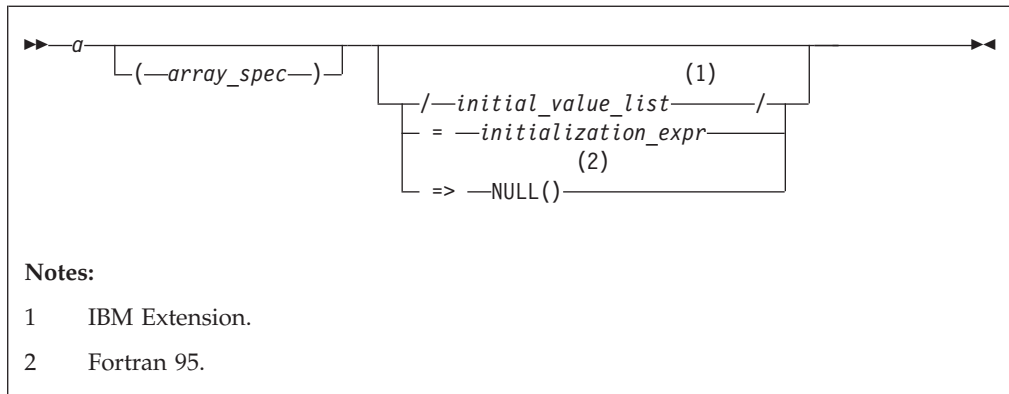 a
( array_spec )
(1)
/ initial_value_list /
= initialization_expr
(2)
=> NULL()
Notes:
1 IBM Extension.
2 Fortran 95.